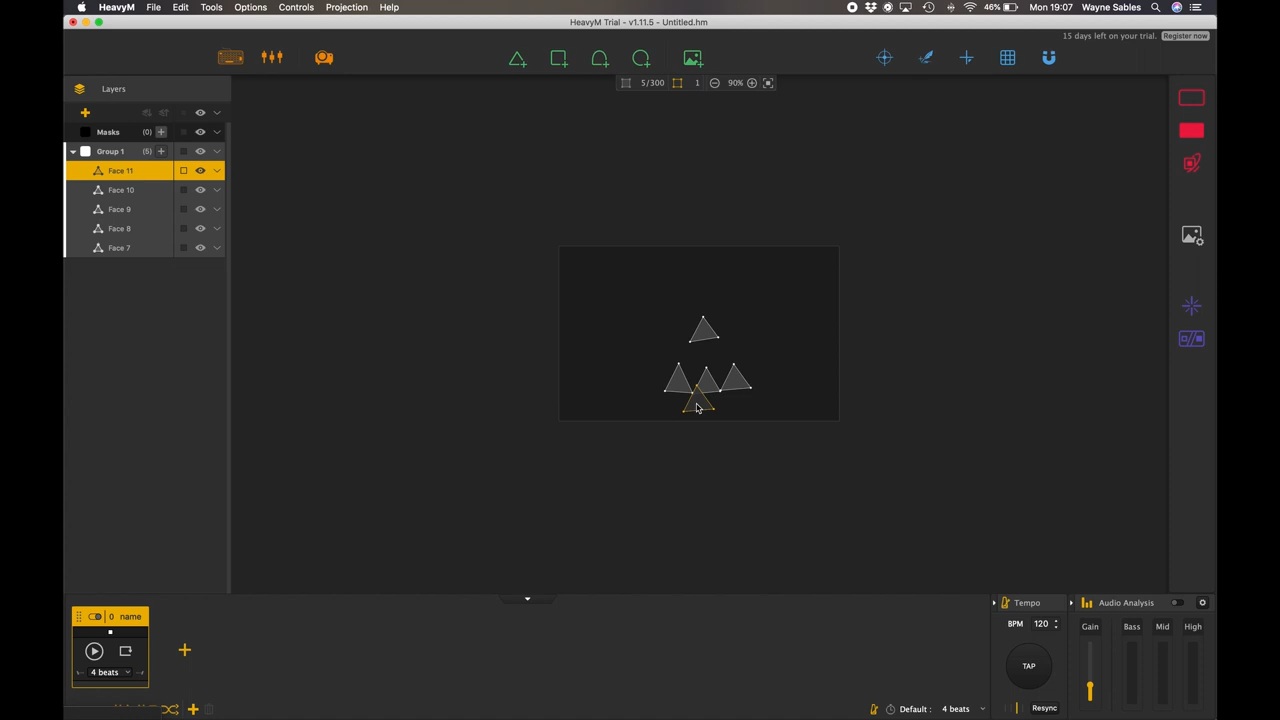 HeavyM File Edit Options Tools Controls Projection Help 46% Mon 19:07 Wayne Sables
HeavyM Trial - v1.11.5 - Untitled.hm
15 days left on your trial. Register now
5/300 1 90%
Layers
Masks (0)
Group 1 (5)
Face 11
Face 10
Face 9
Face 8
Face 7
0 name
4 beats
Tempo
BPM 120
TAP
Resync
Audio Analysis
Gain Bass Mid High
Default : 4 beats